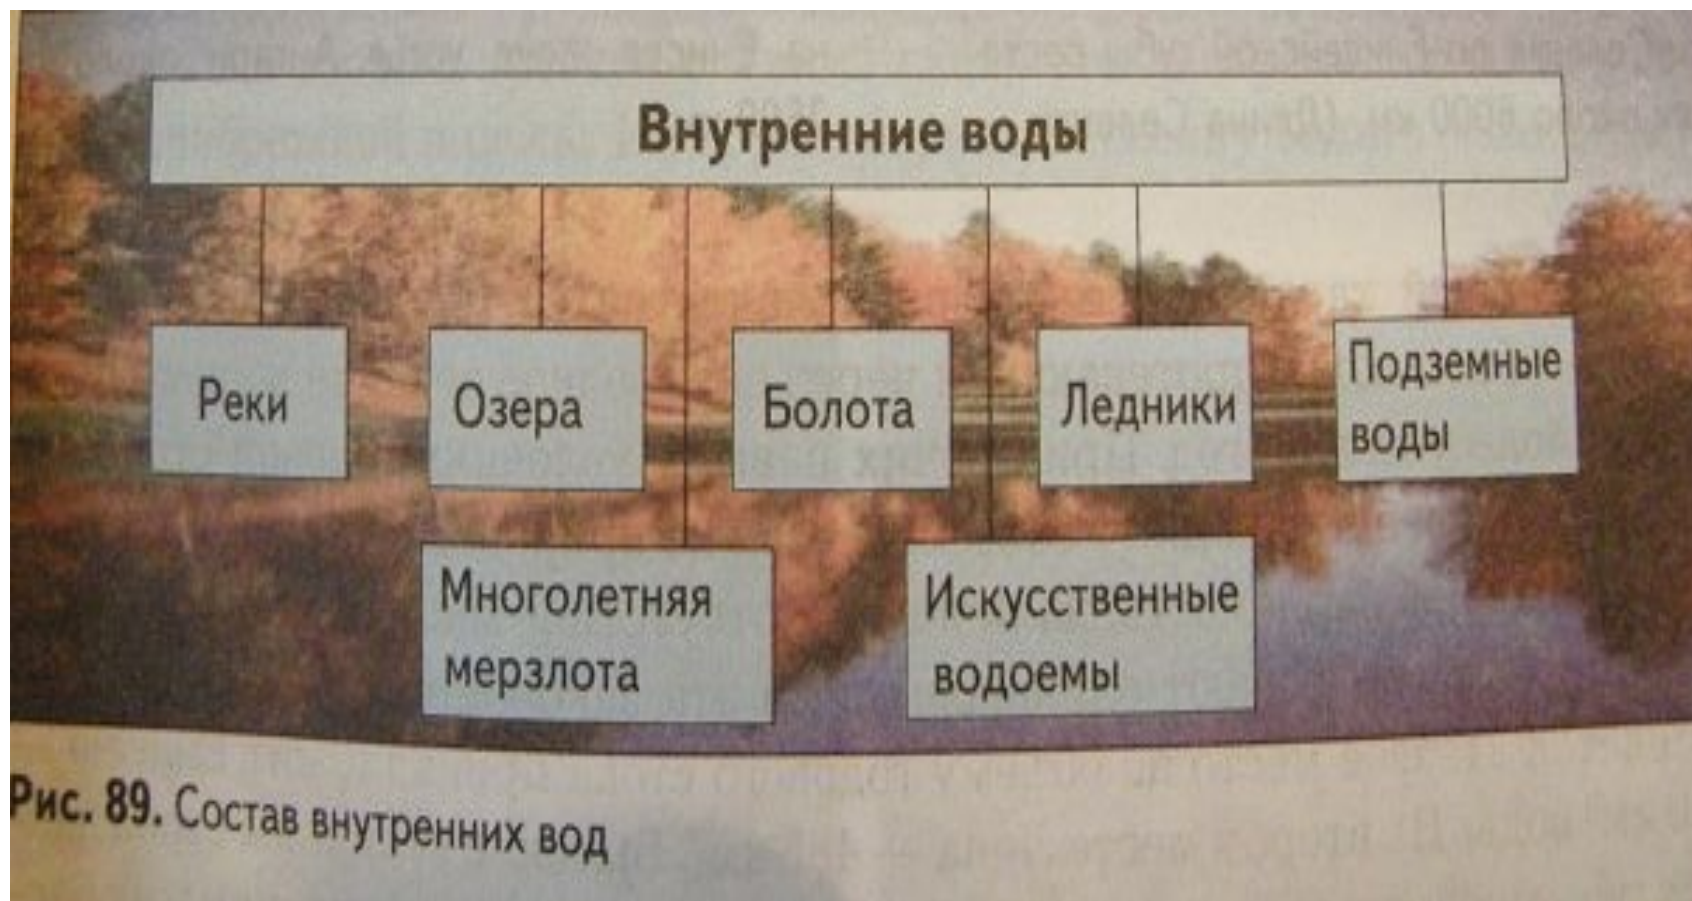 Внутренние воды
Реки
Озера
Болота
Ледники
Подземные
воды
Многолетняя
мерзлота
Искусственные
водоемы
Рис. 89. Состав внутренних вод